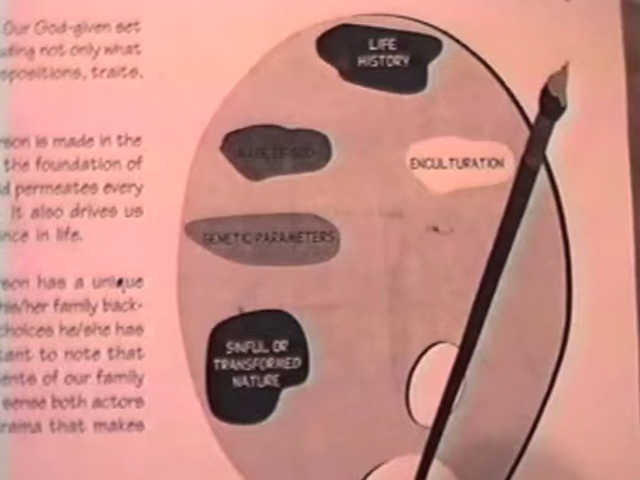 Our God-given set
uding not only what
spositions, traits,
rson is made in the
the foundation of
d permeates every
It also drives us
nce in life.
rson has a unique
his/her family back-
choices he/she has
tant to note that
ents of our family
sense both actors
rama that makes
LIFE
HISTORY
IMAGE OF GOD
ENCULTURATION
GENETIC PARAMETERS
SINFUL OR
TRANSFORMED
NATURE